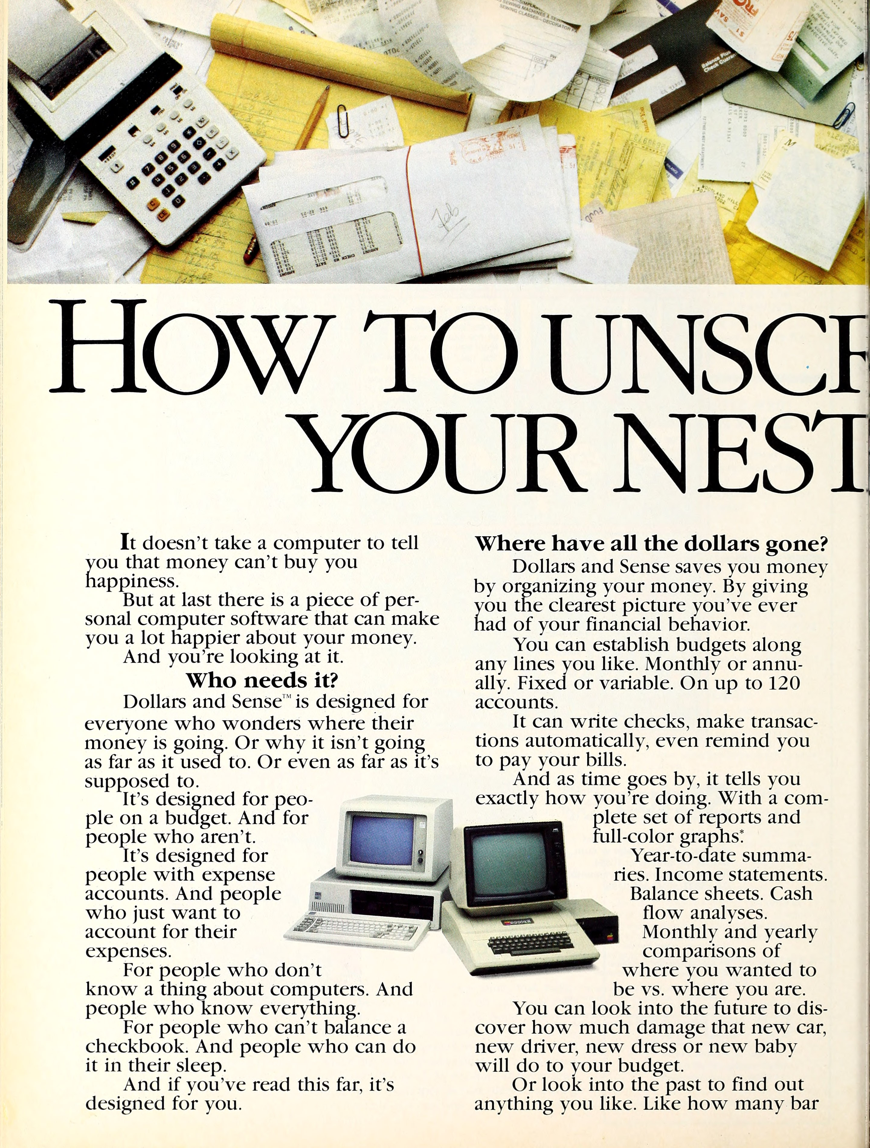 Feb
HOW TO UNSCR
YOUR NEST
It doesn't take a computer to tell
you that money can't buy you
happiness.
But at last there is a piece of per-
sonal computer software that can make
you a lot happier about your money.
And you're looking at it.
Who needs it?
Dollars and Sense™ is designed for
everyone who wonders where their
money is going. Or why it isn't going
as far as it used to. Or even as far as it's
supposed to.
It's designed for peo-
ple on a budget. And for
people who aren't.
It's designed for
people with expense
accounts. And people
who just want to
account for their
expenses.
For people who don't
know a thing about computers. And
people who know everything.
For people who can't balance a
checkbook. And people who can do
it in their sleep.
And if you've read this far, it's
designed for you.
Where have all the dollars gone?
Dollars and Sense saves you money
by organizing your money. By giving
you the clearest picture you've ever
had of your financial behavior.
You can establish budgets along
any lines you like. Monthly or annu-
ally. Fixed or variable. On up to 120
accounts.
It can write checks, make transac-
tions automatically, even remind you
to pay your bills.
And as time goes by, it tells you
exactly how you're doing. With a com-
plete set of reports and
full-color graphs.*
Year-to-date summa-
ries. Income statements.
Balance sheets. Cash
flow analyses.
Monthly and yearly
comparisons of
where you wanted to
be vs. where you are.
You can look into the future to dis-
cover how much damage that new car,
new driver, new dress or new baby
will do to your budget.
Or look into the past to find out
anything you like. Like how many bar